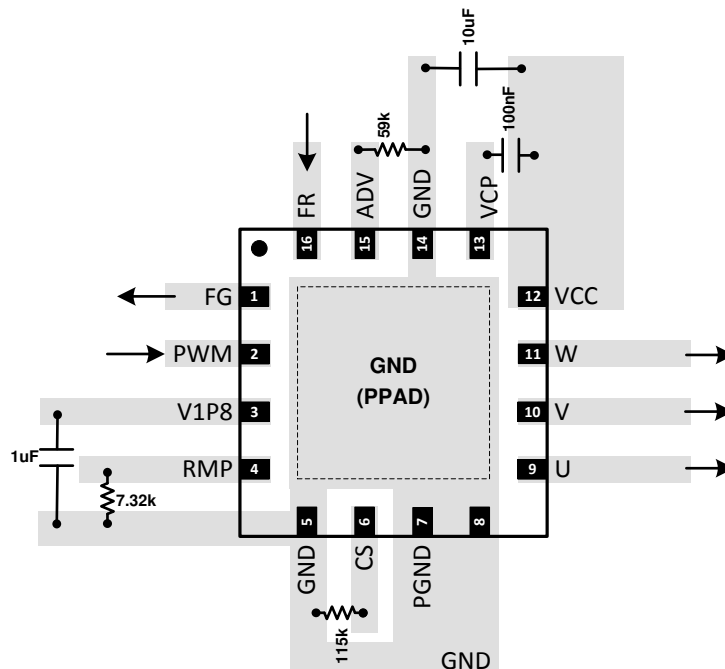 10uF
100nF
59k
FR
ADV
GND
VCP
16
15
14
13
FG
1
12
VCC
PWM
2
11
W
V1P8
3
10
V
RMP
4
9
U
GND
(PPAD)
1uF
7.32k
5
6
7
8
GND
CS
PGND
115k
GND